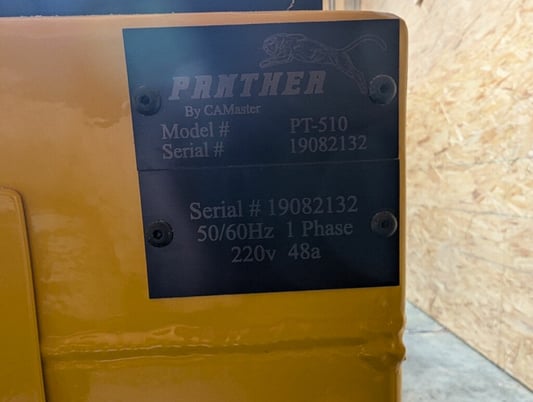 PANTHER
By CAMaster
Model # PT-510
Serial # 19082132
Serial # 19082132
50/60Hz 1 Phase
220v 48a